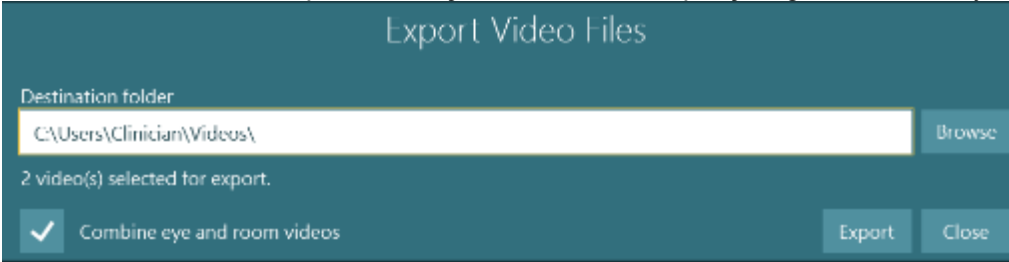 Export Video Files
Destination folder
C:\Users\Clinician\Videos\
Browse
2 video(s) selected for export.
Combine eye and room videos
Export
Close